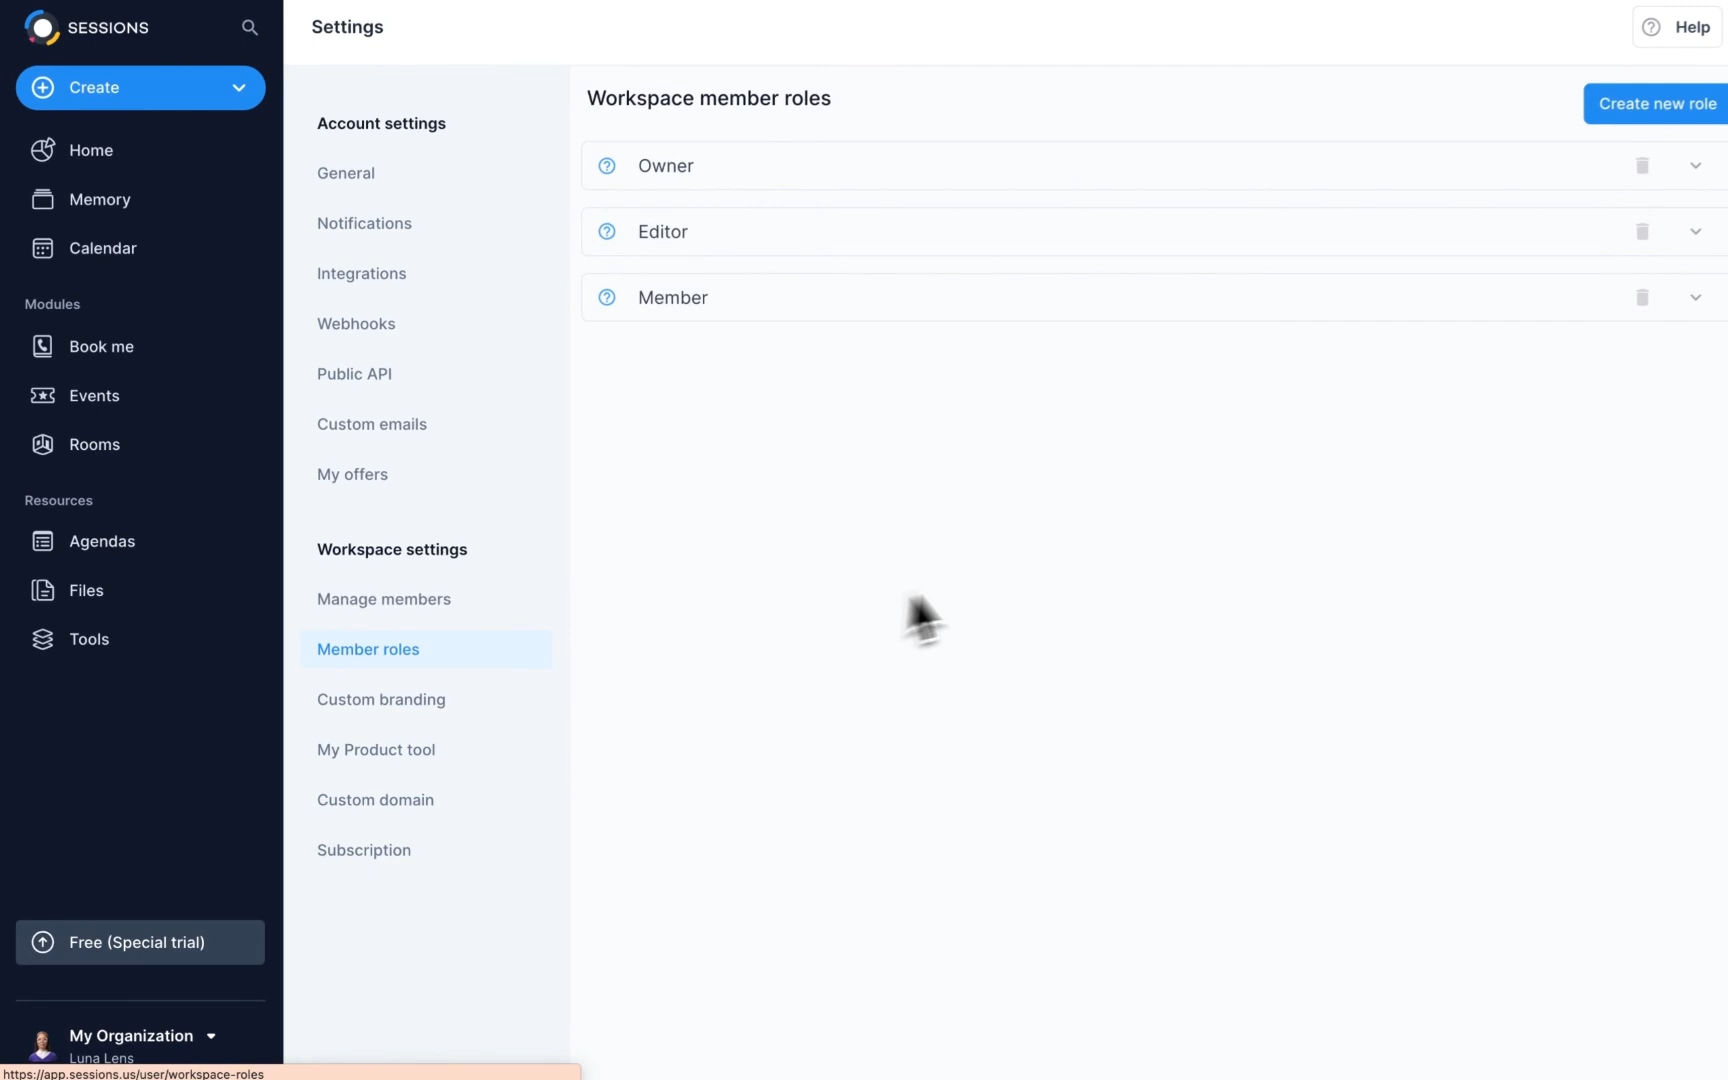 SESSIONS
Create
Home
Memory
Calendar
Modules
Book me
Events
Rooms
Resources
Agendas
Files
Tools
Free (Special trial)
My Organization
Luna Lens
https://app.sessions.us/user/workspace-roles
Settings
Help
Account settings
General
Notifications
Integrations
Webhooks
Public API
Custom emails
My offers
Workspace settings
Manage members
Member roles
Custom branding
My Product tool
Custom domain
Subscription
Workspace member roles
Create new role
Owner
Editor
Member